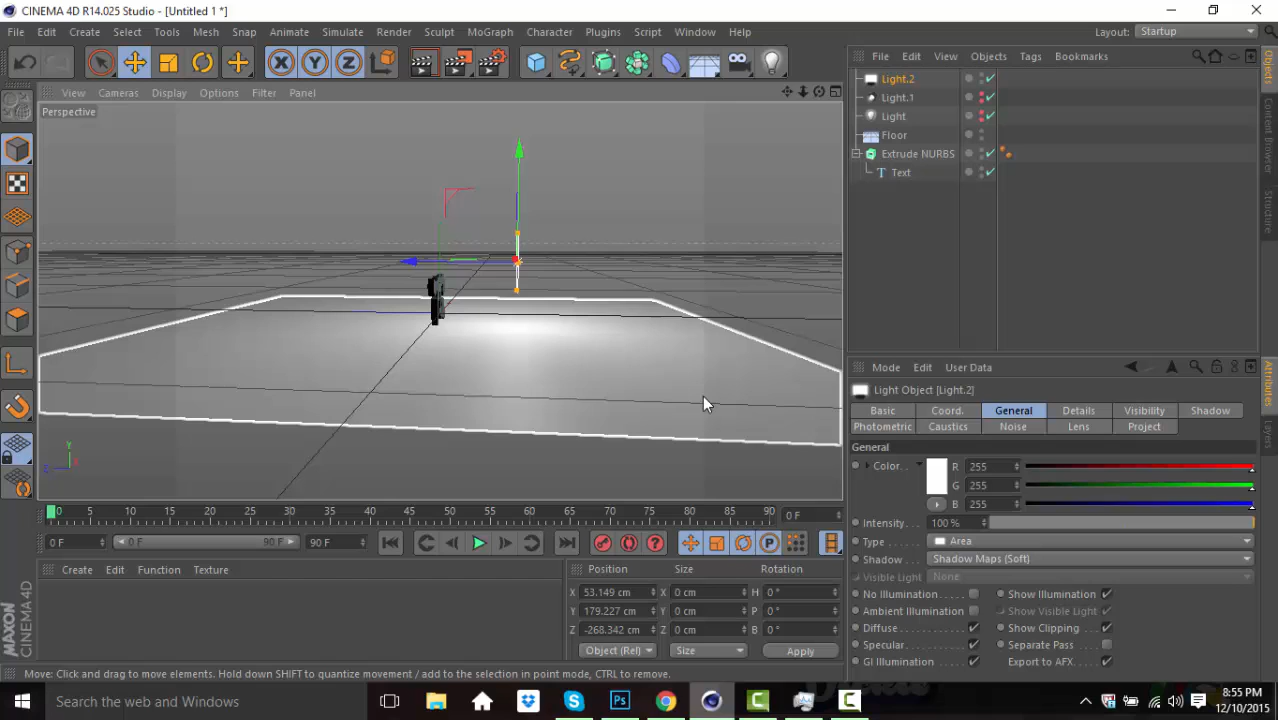 CINEMA 4D R14.025 Studio - [Untitled 1 *]
File Edit Create Select Tools Mesh Snap Animate Simulate Render Sculpt MoGraph Character Plugins Script Window Help Layout: Startup
File Edit View Objects Tags Bookmarks
View Cameras Display Options Filter Panel
Perspective
Light.2
Light.1
Light
Floor
Extrude NURBS
Text
Objects
Content Browser
Structure
Mode Edit User Data
Light Object [Light.2]
Basic Coord. General Details Visibility Shadow
Photometric Caustics Noise Lens Project
Attributes
Layers
General
Color.. R 255
G 255
B 255
Intensity... 100 %
Type..... Area
Shadow... Shadow Maps (Soft)
Visible Light . None
No Illumination. Show Illumination
Ambient Illumination Show Visible Light
Diffuse Show Clipping
Specular Separate Pass
GI Illumination Export to AFX.
Y
Z X
0 5 10 15 20 25 30 35 40 45 50 55 60 65 70 75 80 85 90 0 F
0 F 0 F 90 F 90 F
Create Edit Function Texture
Position Size Rotation
X 53.149 cm X 0 cm H 0 °
Y 179.227 cm Y 0 cm P 0 °
Z -268.342 cm Z 0 cm B 0 °
Object (Rel) Size Apply
MAXON CINEMA 4D
Move: Click and drag to move elements. Hold down SHIFT to quantize movement / add to the selection in point mode, CTRL to remove.
Search the web and Windows
8:55 PM
12/10/2015